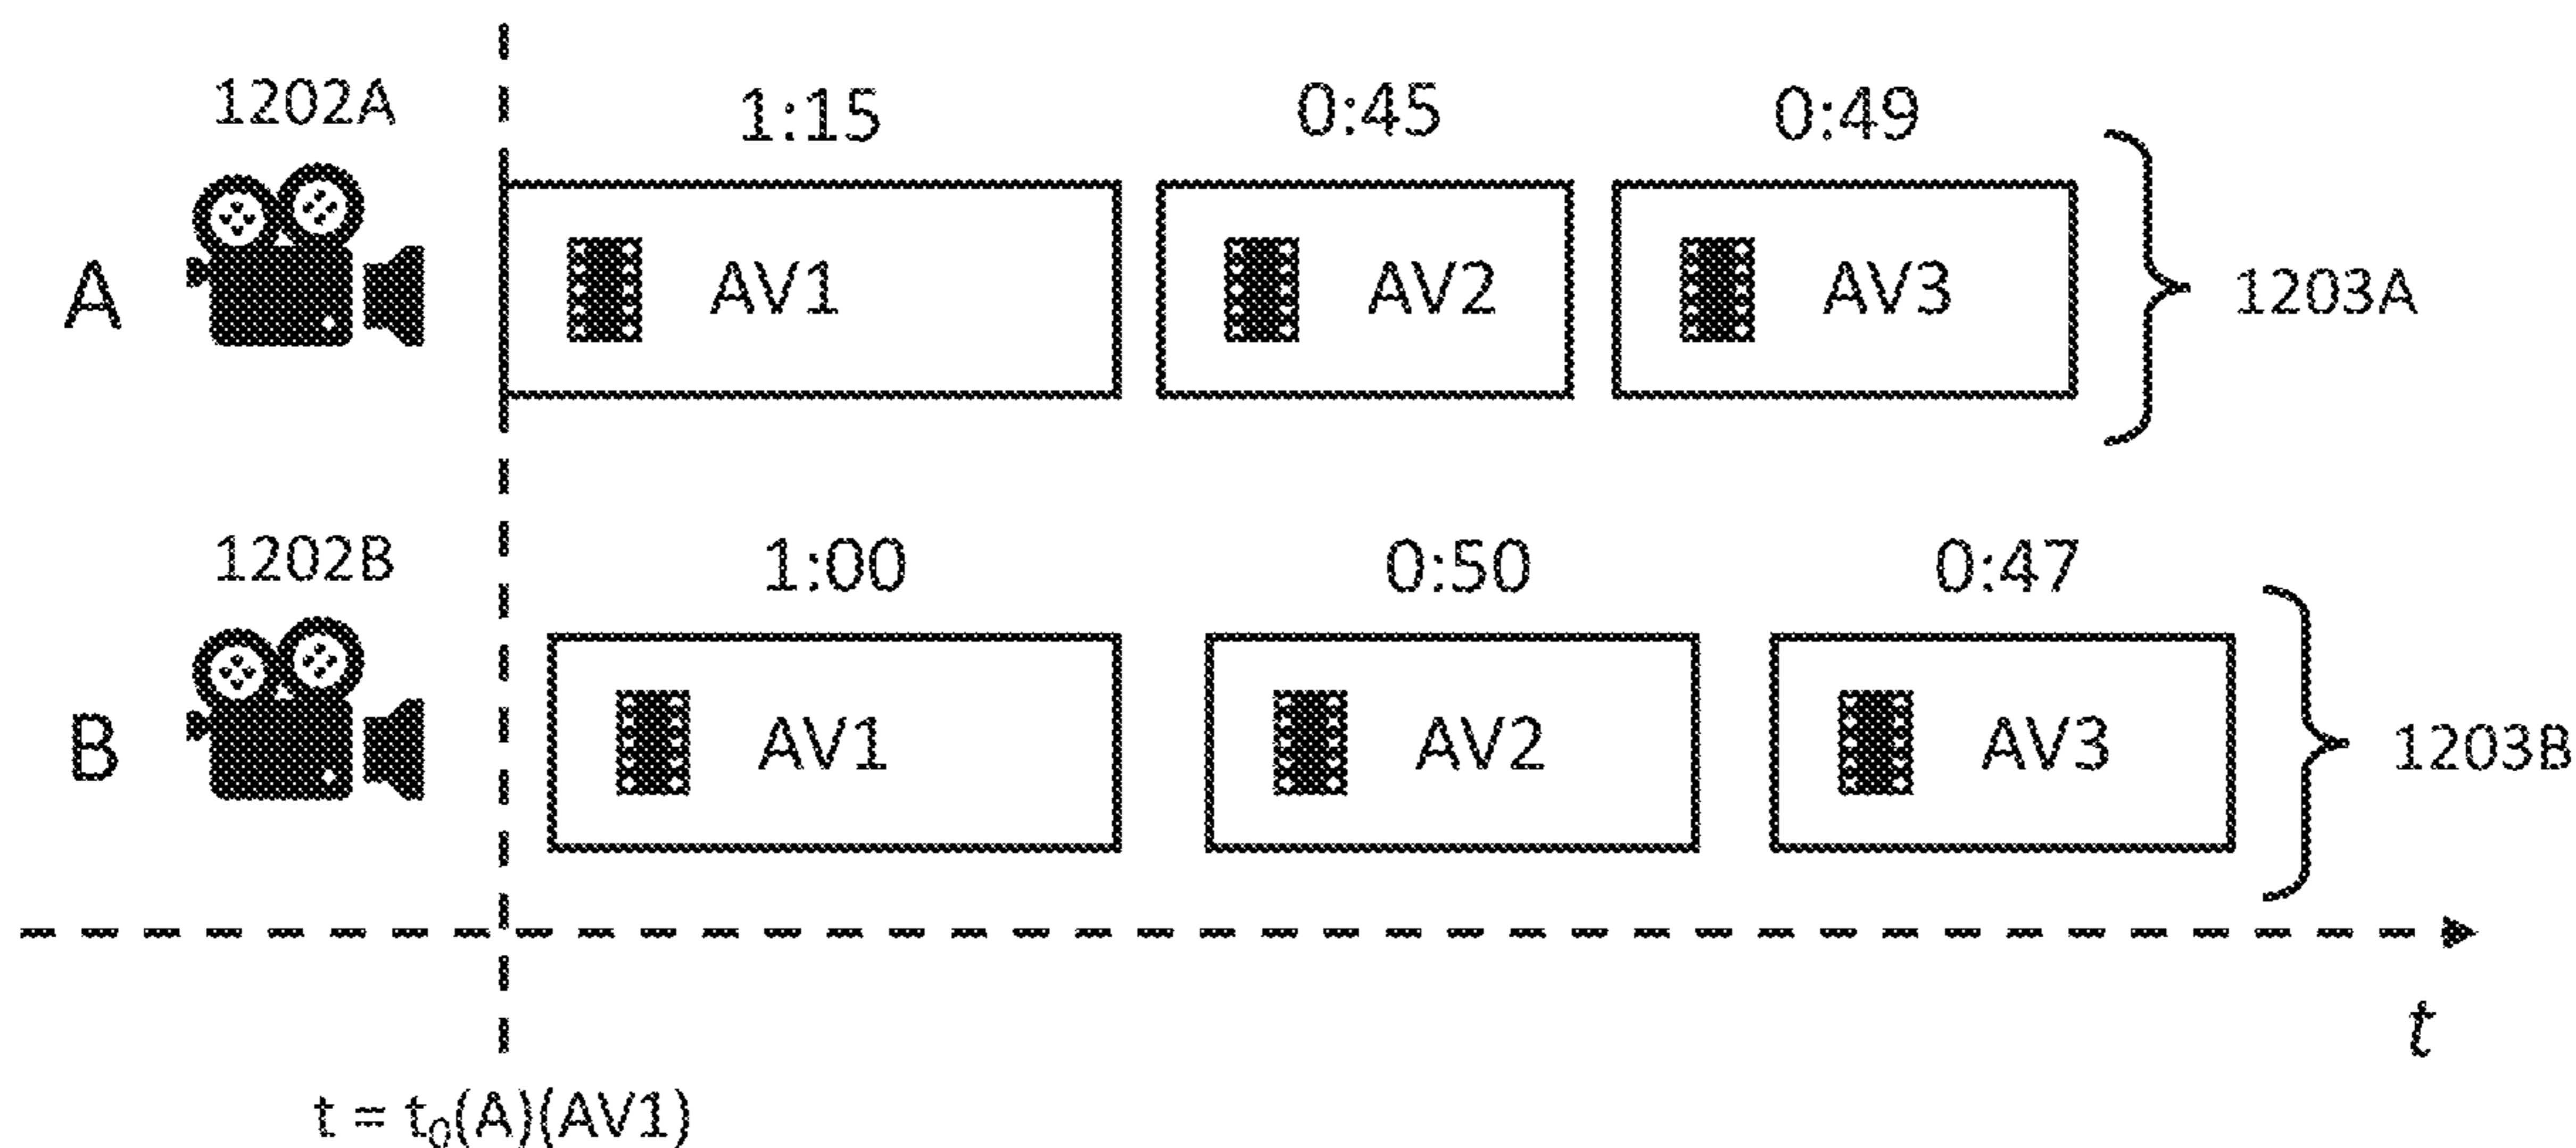 1202A
1:15 0:45 0:49
A AV1 AV2 AV3 1203A
1202B
1:00 0:50 0:47
B AV1 AV2 AV3 1203B
t
t = t₀(A)(AV1)